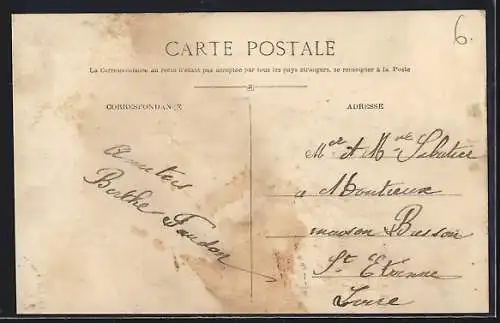 6.
CARTE POSTALE
La Correspondance au recto n'étant pas acceptée par tous les pays étrangers, se renseigner à la Poste
CORRESPONDANCE
ADRESSE
Amitiés
Berthe Faudon
Mr et Mme Sabatier
a Montieux
maison Buisson
St Etienne
Loire